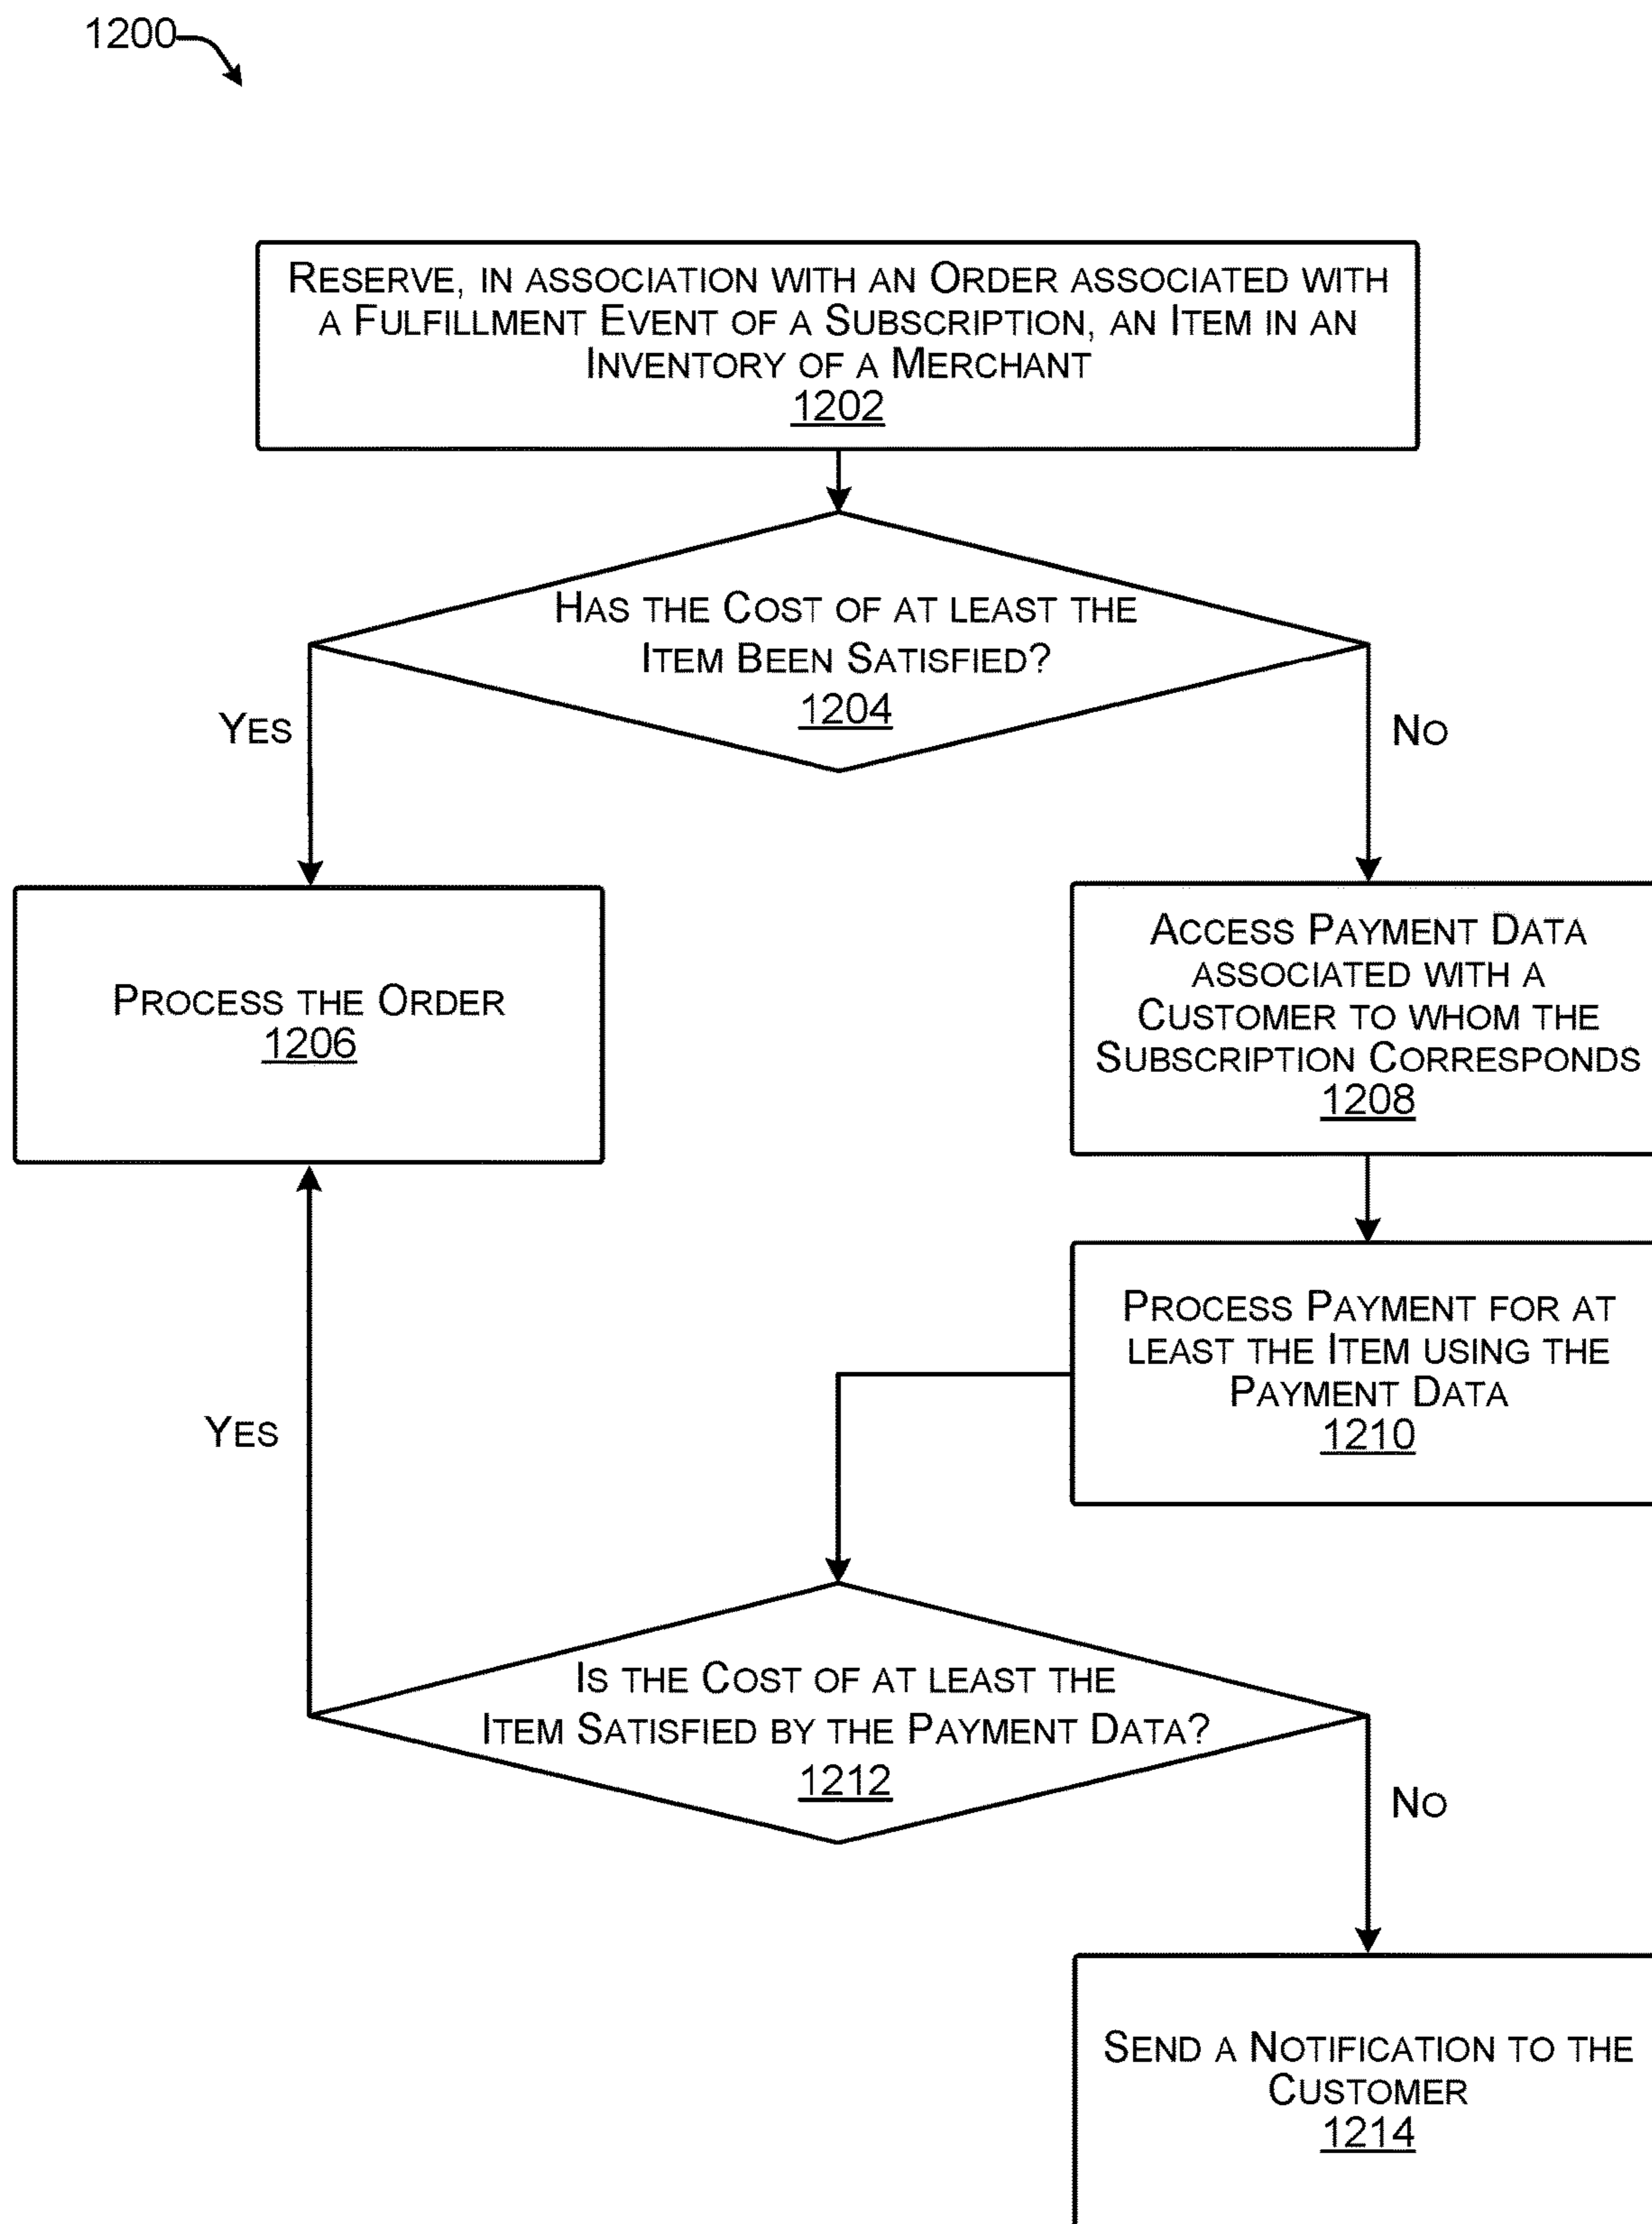 1200
RESERVE, IN ASSOCIATION WITH AN ORDER ASSOCIATED WITH
A FULFILLMENT EVENT OF A SUBSCRIPTION, AN ITEM IN AN
INVENTORY OF A MERCHANT
1202
HAS THE COST OF AT LEAST THE
ITEM BEEN SATISFIED?
1204
YES
NO
PROCESS THE ORDER
1206
ACCESS PAYMENT DATA
ASSOCIATED WITH A
CUSTOMER TO WHOM THE
SUBSCRIPTION CORRESPONDS
1208
PROCESS PAYMENT FOR AT
LEAST THE ITEM USING THE
PAYMENT DATA
1210
YES
IS THE COST OF AT LEAST THE
ITEM SATISFIED BY THE PAYMENT DATA?
1212
NO
SEND A NOTIFICATION TO THE
CUSTOMER
1214